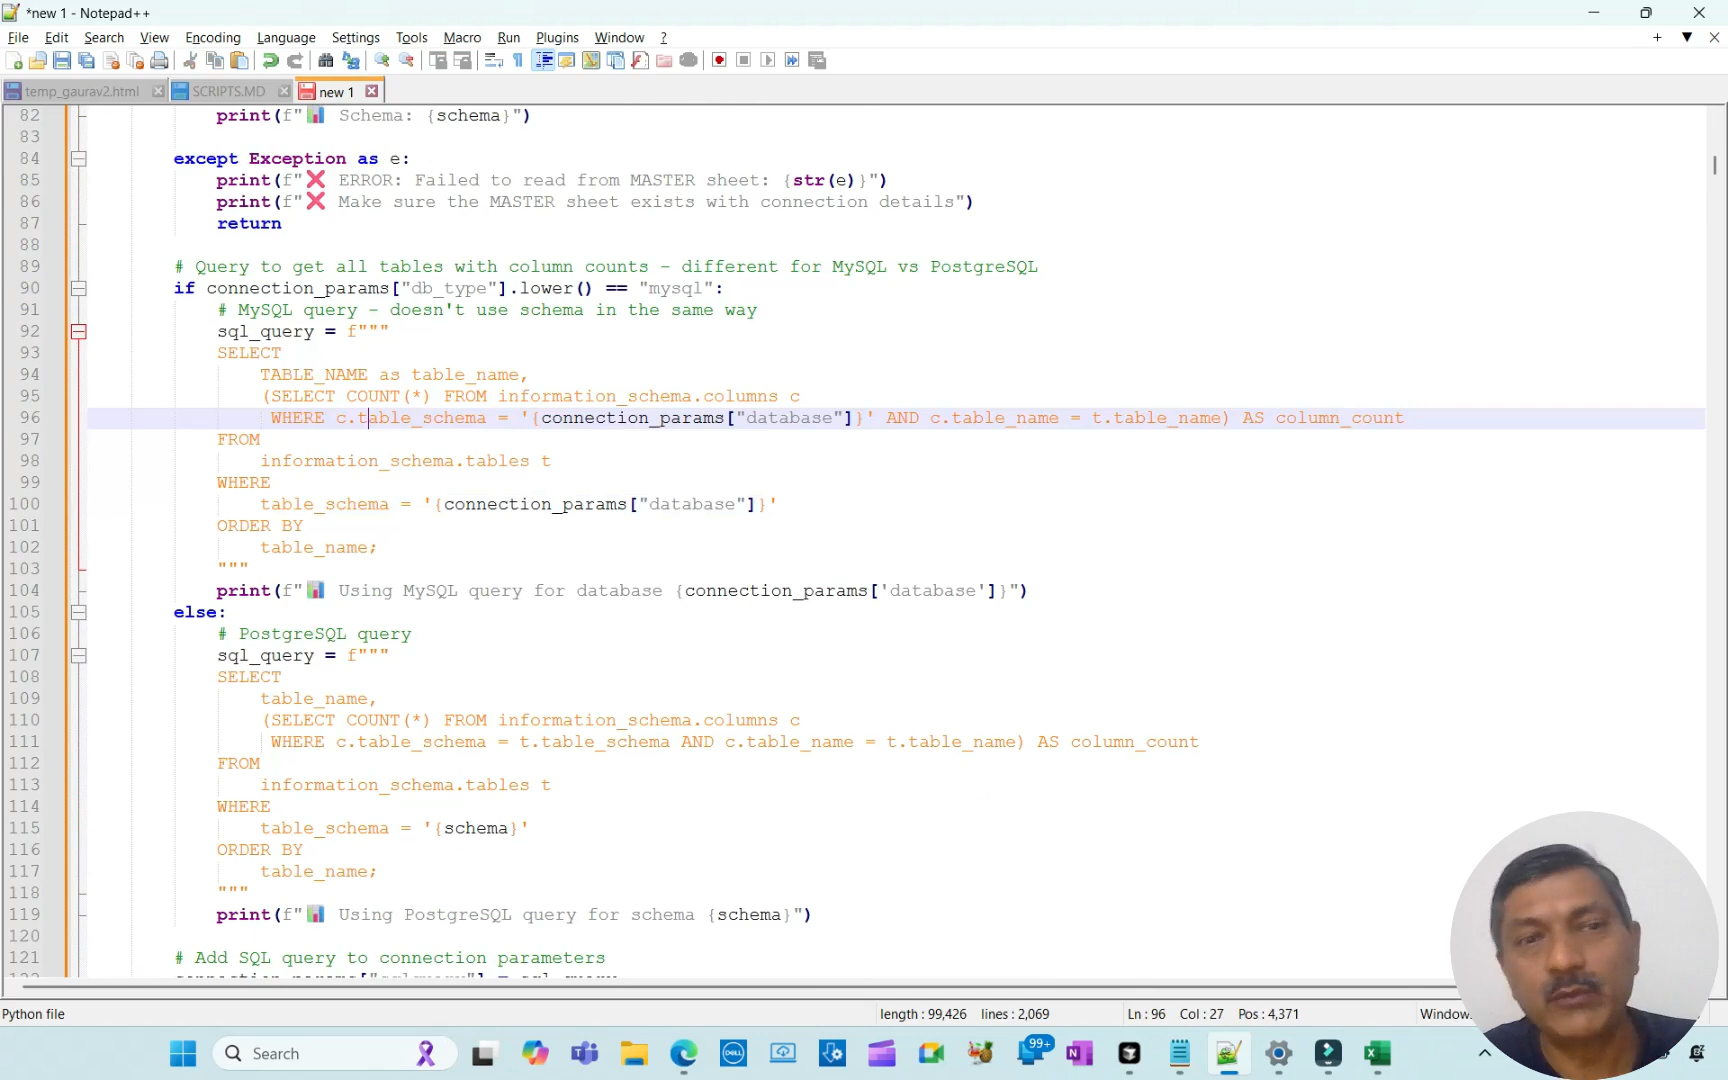 *new 1 - Notepad++
File Edit Search View Encoding Language Settings Tools Macro Run Plugins Window ?
temp_gaurav2.html SCRIPTS.MD new 1
82 print(f"📊 Schema: {schema}")
83
84 except Exception as e:
85 print(f"❌ ERROR: Failed to read from MASTER sheet: {str(e)}")
86 print(f"❌ Make sure the MASTER sheet exists with connection details")
87 return
88
89 # Query to get all tables with column counts - different for MySQL vs PostgreSQL
90 if connection_params["db_type"].lower() == "mysql":
91 # MySQL query - doesn't use schema in the same way
92 sql_query = f"""
93 SELECT
94 TABLE_NAME as table_name,
95 (SELECT COUNT(*) FROM information_schema.columns c
96 WHERE c.table_schema = '{connection_params["database"]}' AND c.table_name = t.table_name) AS column_count
97 FROM
98 information_schema.tables t
99 WHERE
100 table_schema = '{connection_params["database"]}'
101 ORDER BY
102 table_name;
103 """
104 print(f"📊 Using MySQL query for database {connection_params['database']}")
105 else:
106 # PostgreSQL query
107 sql_query = f"""
108 SELECT
109 table_name,
110 (SELECT COUNT(*) FROM information_schema.columns c
111 WHERE c.table_schema = t.table_schema AND c.table_name = t.table_name) AS column_count
112 FROM
113 information_schema.tables t
114 WHERE
115 table_schema = '{schema}'
116 ORDER BY
117 table_name;
118 """
119 print(f"📊 Using PostgreSQL query for schema {schema}")
120
121 # Add SQL query to connection parameters
Python file length : 99,426 lines : 2,069 Ln : 96 Col : 27 Pos : 4,371 Window
Search DELL 99+